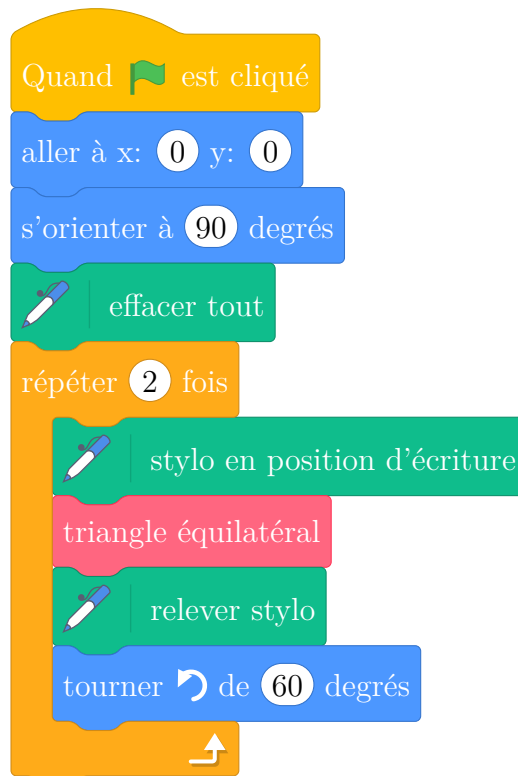 Quand est cliqué
aller à x: 0 y: 0
s'orienter à 90 degrés
effacer tout
répéter 2 fois
stylo en position d'écriture
triangle équilatéral
relever stylo
tourner de 60 degrés